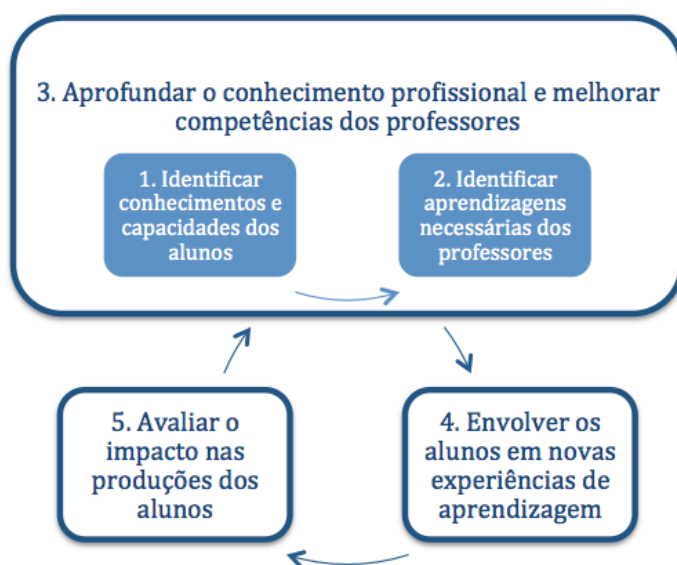 3. Aprofundar o conhecimento profissional e melhorar
competências dos professores
1. Identificar
conhecimentos e
capacidades dos
alunos
2. Identificar
aprendizagens
necessárias dos
professores
5. Avaliar o
impacto nas
produções dos
alunos
4. Envolver os
alunos em novas
experiências de
aprendizagem